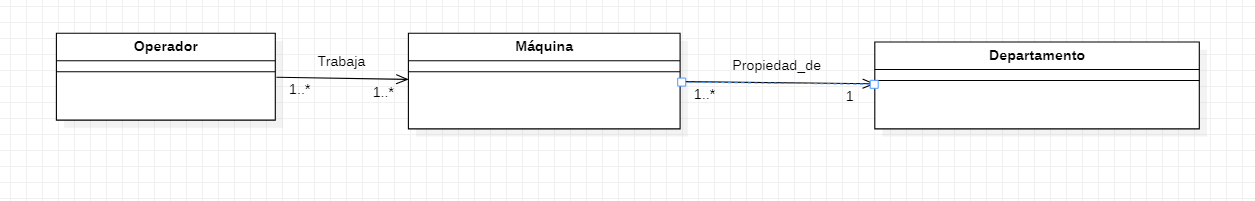 Operador
Trabaja
1..*
1..*
Máquina
Propiedad_de
1..*
1
Departamento